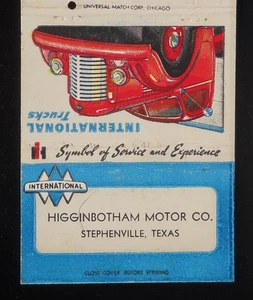 UNIVERSAL MATCH CORP., CHICAGO
INTERNATIONAL
Trucks
IH Symbol of Service and Experience
INTERNATIONAL
HIGGINBOTHAM MOTOR CO.
STEPHENVILLE, TEXAS
CLOSE COVER BEFORE STRIKING